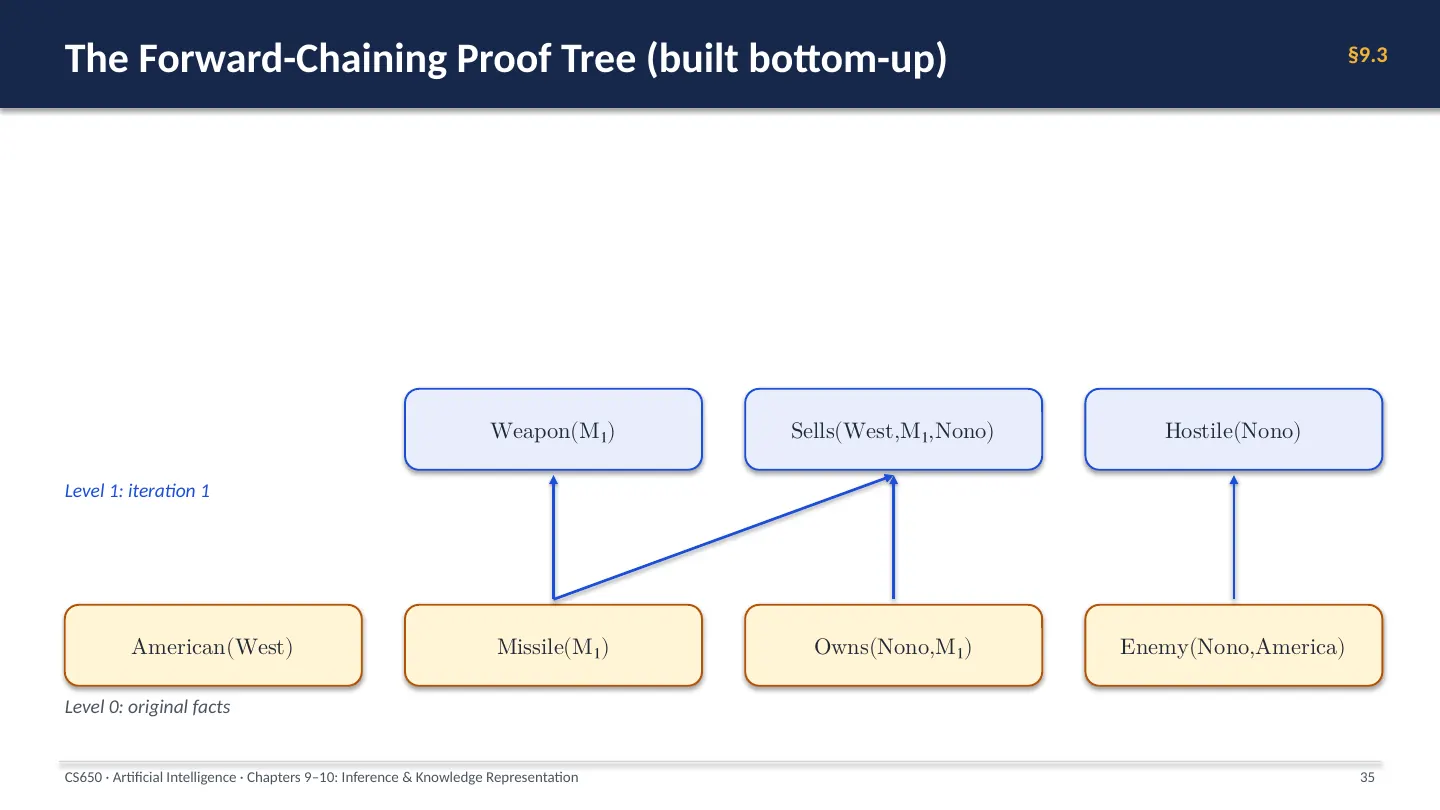 The Forward-Chaining Proof Tree (built bottom-up)
§9.3
Weapon(M₁)
Sells(West,M₁,Nono)
Hostile(Nono)
Level 1: iteration 1
American(West)
Missile(M₁)
Owns(Nono,M₁)
Enemy(Nono,America)
Level 0: original facts
CS650 · Artificial Intelligence · Chapters 9–10: Inference & Knowledge Representation
35